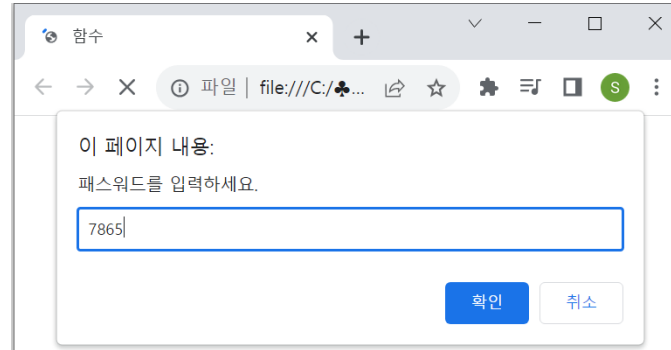 함수
파일 | file:///C:/♣...
S
이 페이지 내용:
패스워드를 입력하세요.
7865
확인 취소